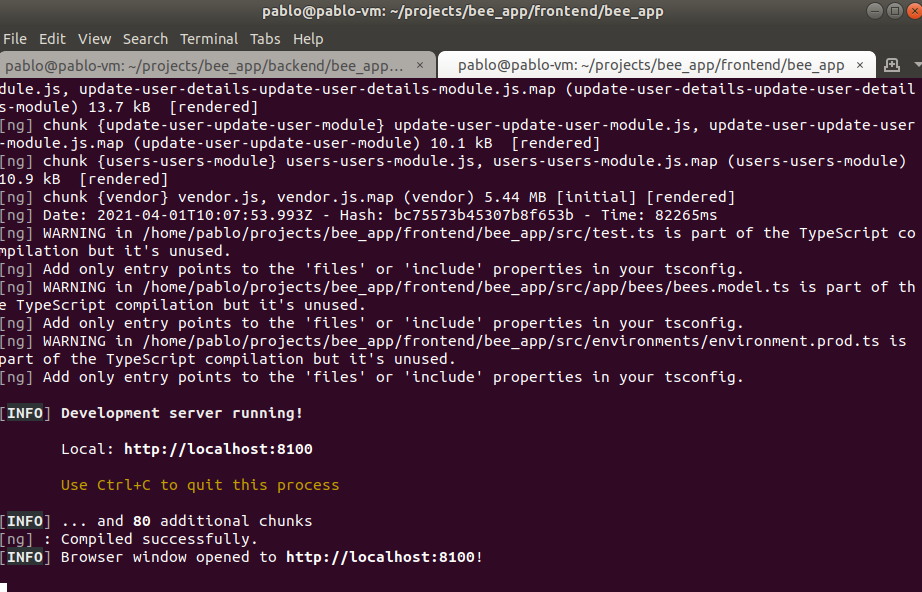 pablo@pablo-vm: ~/projects/bee_app/frontend/bee_app
File Edit View Search Terminal Tabs Help
pablo@pablo-vm: ~/projects/bee_app/backend/bee_app... × pablo@pablo-vm: ~/projects/bee_app/frontend/bee_app ×
dule.js, update-user-details-update-user-details-module.js.map (update-user-details-update-user-detail
s-module) 13.7 kB  [rendered]
[ng] chunk {update-user-update-user-module} update-user-update-user-module.js, update-user-update-user
-module.js.map (update-user-update-user-module) 10.1 kB  [rendered]
[ng] chunk {users-users-module} users-users-module.js, users-users-module.js.map (users-users-module)
10.9 kB  [rendered]
[ng] chunk {vendor} vendor.js, vendor.js.map (vendor) 5.44 MB [initial] [rendered]
[ng] Date: 2021-04-01T10:07:53.993Z - Hash: bc75573b45307b8f653b - Time: 82265ms
[ng] WARNING in /home/pablo/projects/bee_app/frontend/bee_app/src/test.ts is part of the TypeScript co
mpilation but it's unused.
[ng] Add only entry points to the 'files' or 'include' properties in your tsconfig.
[ng] WARNING in /home/pablo/projects/bee_app/frontend/bee_app/src/app/bees/bees.model.ts is part of th
e TypeScript compilation but it's unused.
[ng] Add only entry points to the 'files' or 'include' properties in your tsconfig.
[ng] WARNING in /home/pablo/projects/bee_app/frontend/bee_app/src/environments/environment.prod.ts is
part of the TypeScript compilation but it's unused.
[ng] Add only entry points to the 'files' or 'include' properties in your tsconfig.
[INFO] Development server running!
Local: http://localhost:8100
Use Ctrl+C to quit this process
[INFO] ... and 80 additional chunks
[ng] : Compiled successfully.
[INFO] Browser window opened to http://localhost:8100!